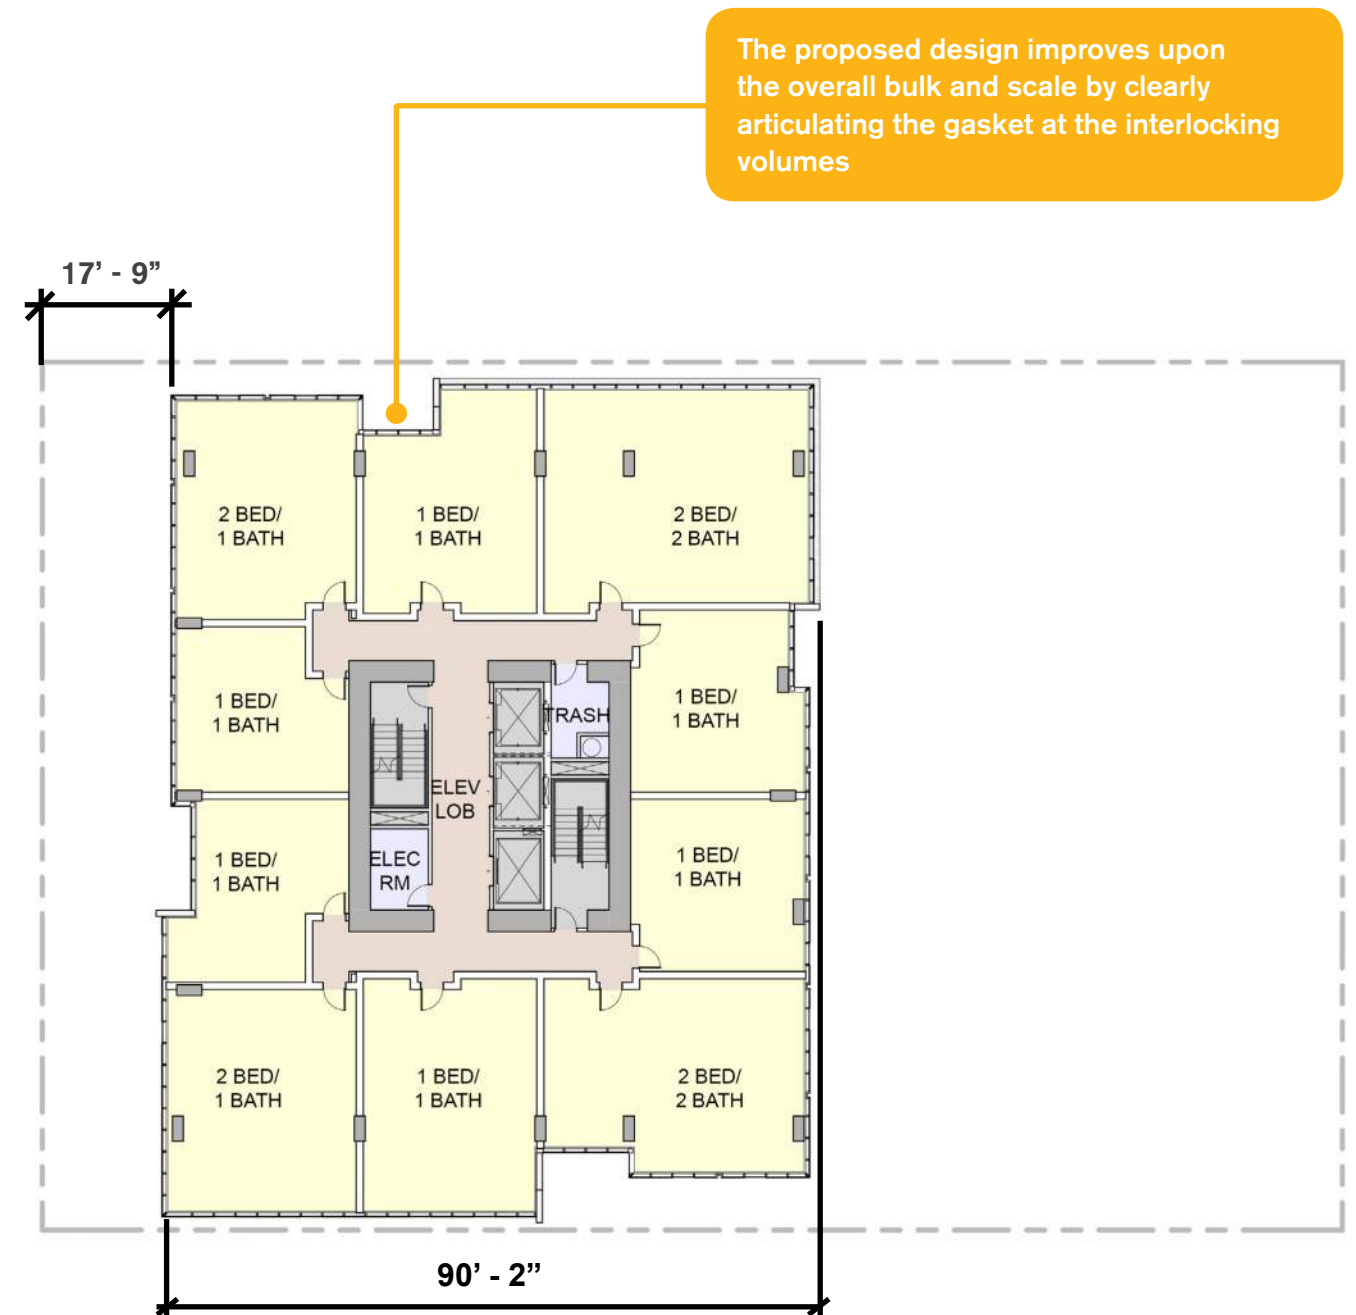 The proposed design improves upon
the overall bulk and scale by clearly
articulating the gasket at the interlocking
volumes
17’ - 9”
2 BED/
1 BATH
1 BED/
1 BATH
2 BED/
2 BATH
1 BED/
1 BATH
TRASH
1 BED/
1 BATH
ELEV
LOB
1 BED/
1 BATH
ELEC
RM
1 BED/
1 BATH
2 BED/
1 BATH
1 BED/
1 BATH
2 BED/
2 BATH
90’ - 2”